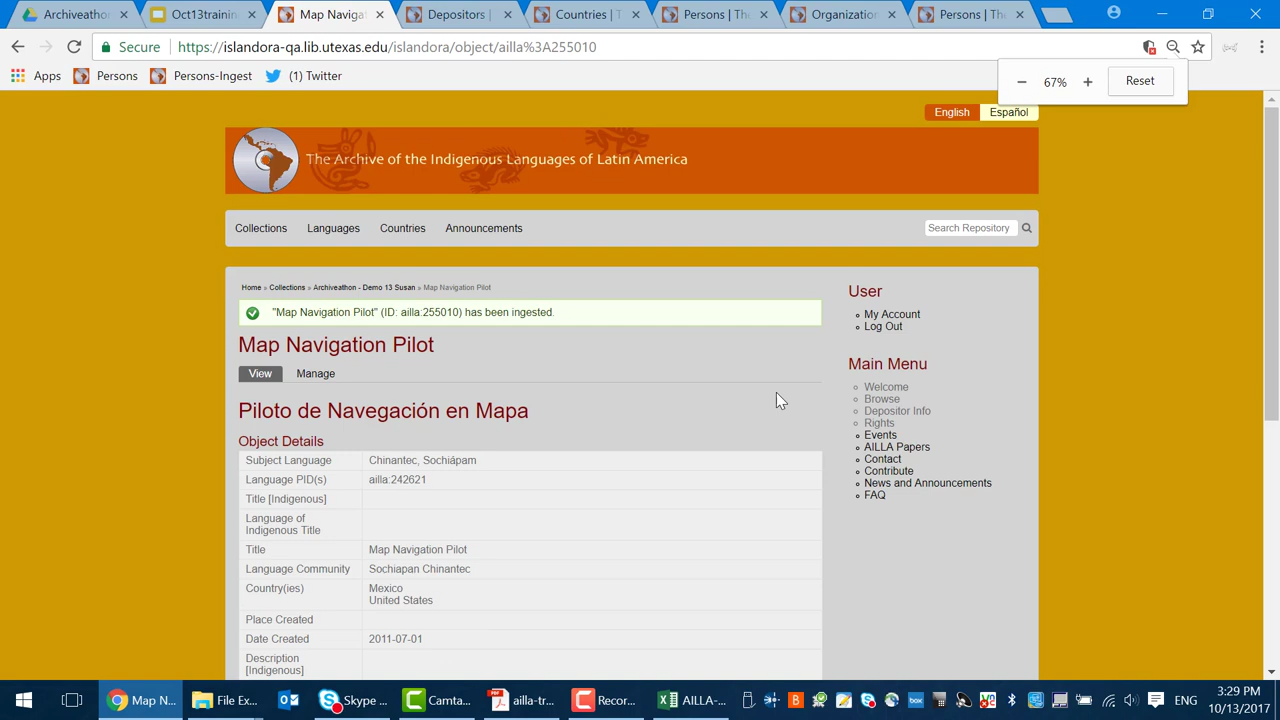 Archiveathon
Oct13training
Map Naviga
Depositors |
Countries | T
Persons | The
Organization
Persons | The
Secure
https://islandora-qa.lib.utexas.edu/islandora/object/ailla%3A255010
Apps
Persons
Persons-Ingest
(1) Twitter
67%
Reset
English
Español
The Archive of the Indigenous Languages of Latin America
Collections
Languages
Countries
Announcements
Search Repository
Home » Collections » Archiveathon - Demo 13 Susan » Map Navigation Pilot
"Map Navigation Pilot" (ID: ailla:255010) has been ingested.
Map Navigation Pilot
View
Manage
Piloto de Navegación en Mapa
Object Details
Subject Language
Chinantec, Sochiápam
Language PID(s)
ailla:242621
Title [Indigenous]
Language of
Indigenous Title
Title
Map Navigation Pilot
Language Community
Sochiapan Chinantec
Country(ies)
Mexico
United States
Place Created
Date Created
2011-07-01
Description
[Indigenous]
User
My Account
Log Out
Main Menu
Welcome
Browse
Depositor Info
Rights
Events
AILLA Papers
Contact
Contribute
News and Announcements
FAQ
Map N...
File Ex...
Skype ...
Camta...
ailla-tr...
Recor...
AILLA-...
ENG
3:29 PM
10/13/2017